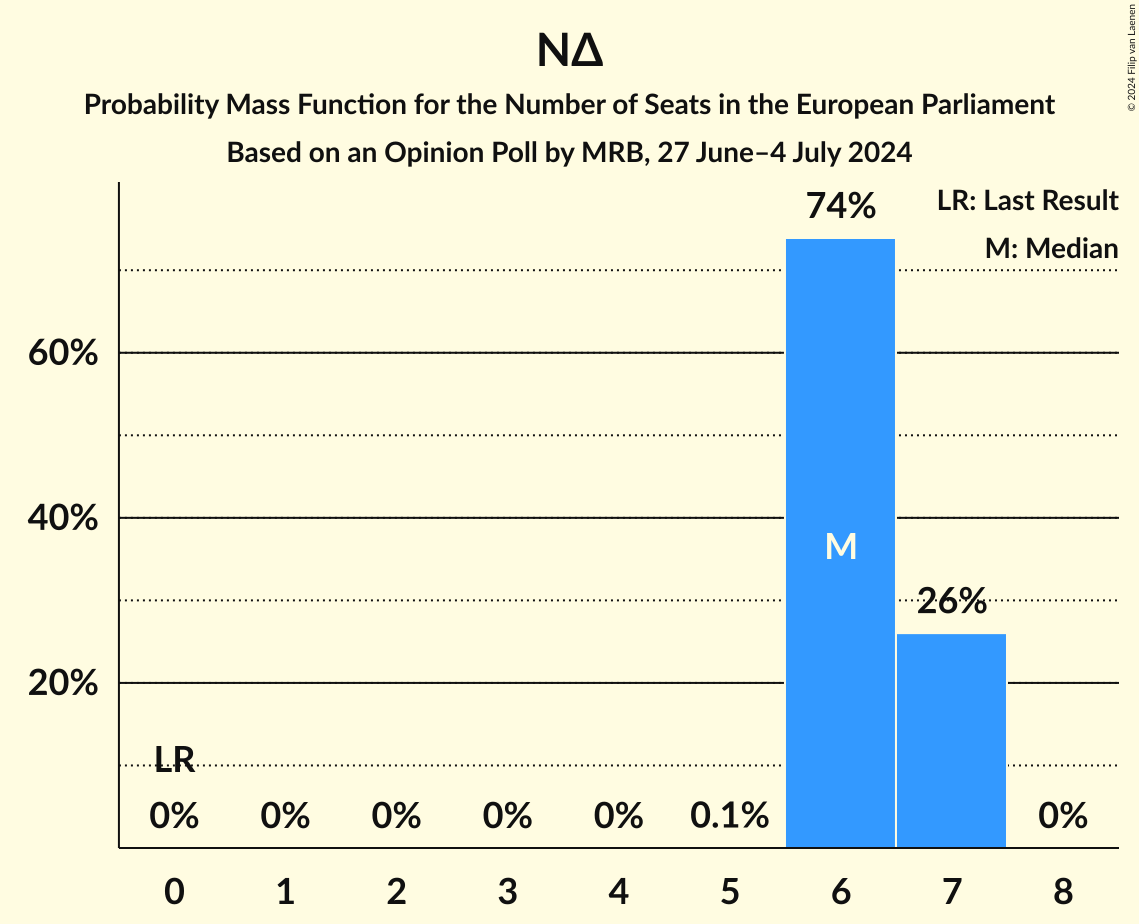 ΝΔ
Probability Mass Function for the Number of Seats in the European Parliament
Based on an Opinion Poll by MRB, 27 June–4 July 2024
© 2024 Filip van Laenen
LR: Last Result
M: Median
74%
60%
40%
M
26%
20%
LR
0% 0% 0% 0% 0% 0.1% 0%
0 1 2 3 4 5 6 7 8